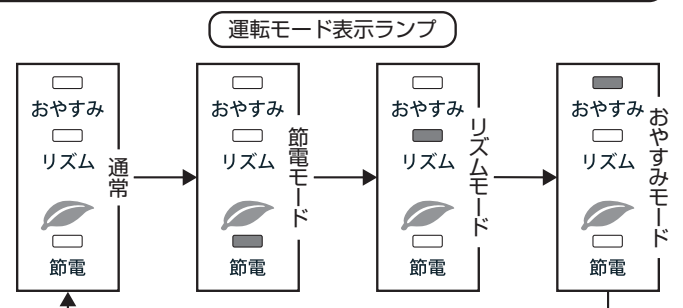 運転モード表示ランプ
おやすみ
リズム
節電
通常
おやすみ
リズム
節電
節電モード
おやすみ
リズム
節電
リズムモード
おやすみ
リズム
節電
おやすみモード